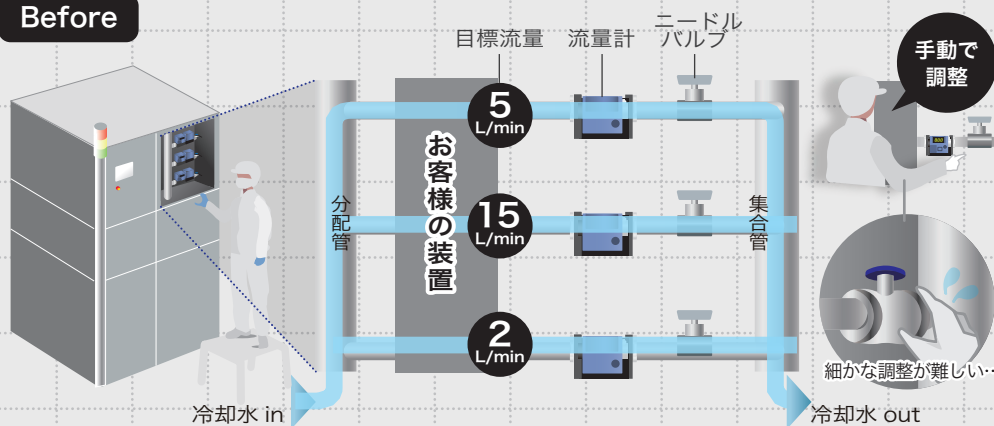 Before
目標流量
流量計
ニードル
バルブ
手動で
調整
5
L/min
お客様の装置
分配管
15
L/min
集合管
2
L/min
細かな調整が難しい…
冷却水 in
冷却水 out